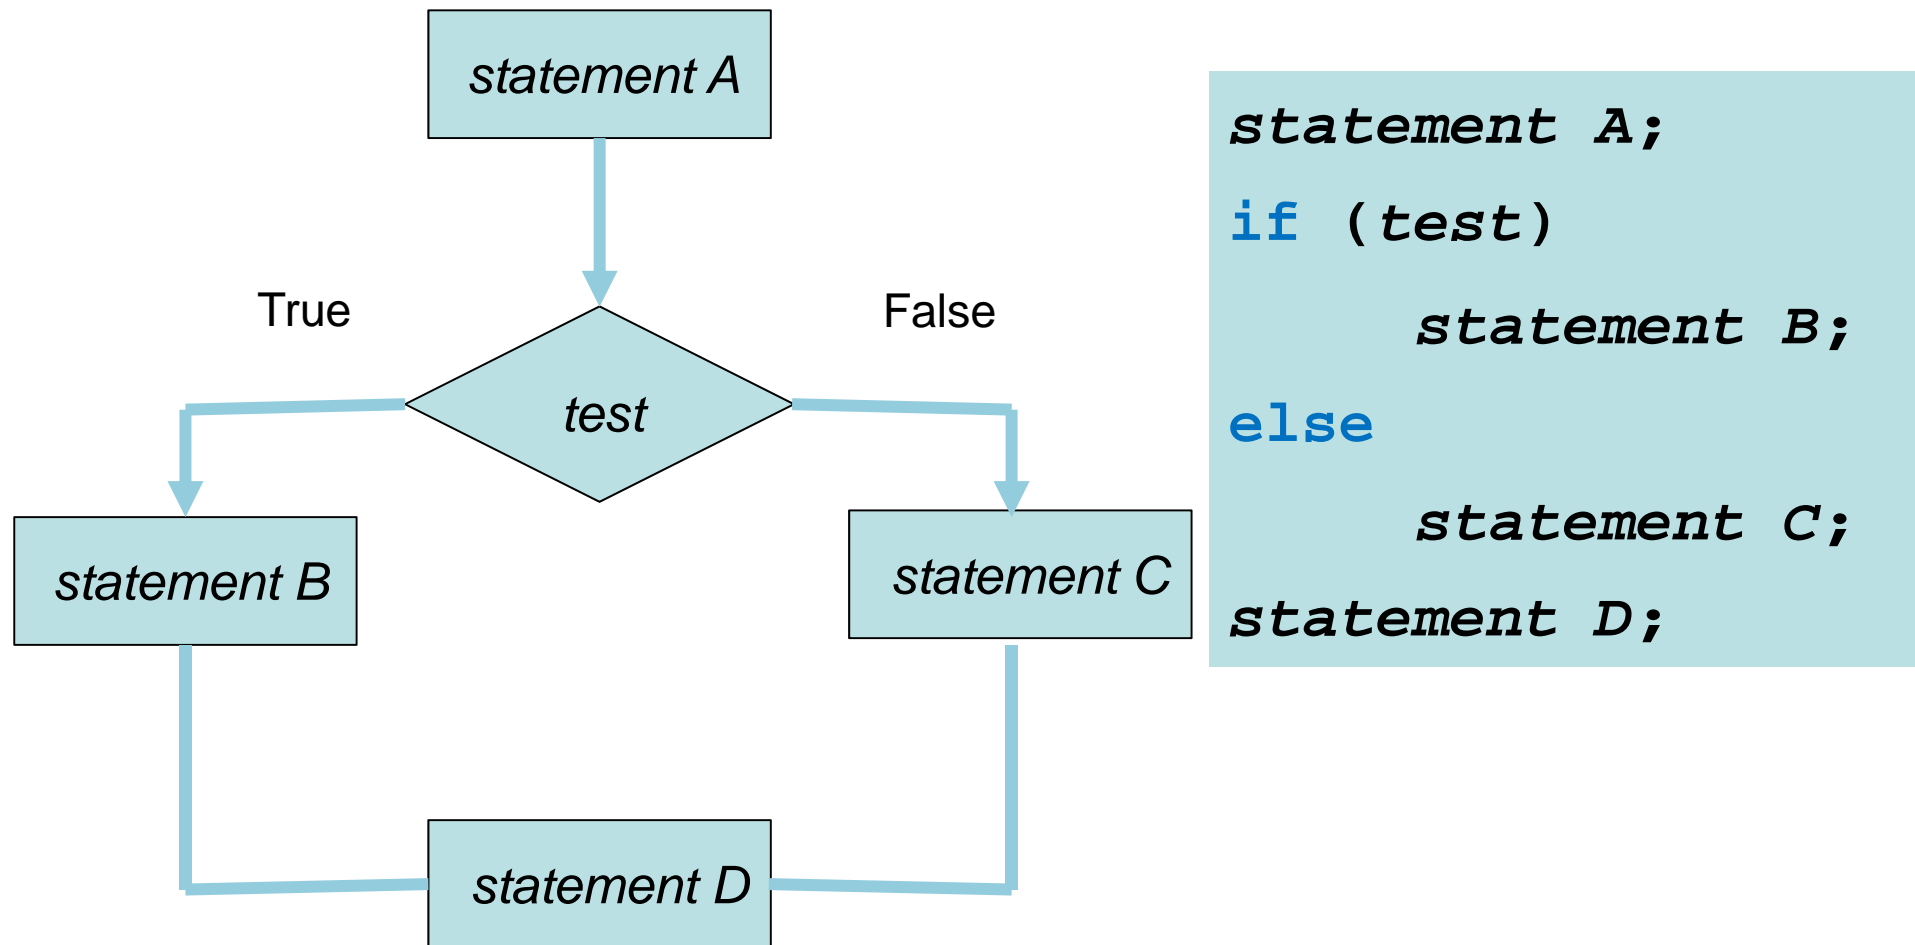 statement A
True
False
test
statement B
statement C
statement D
statement A;
if (test)
statement B;
else
statement C;
statement D;